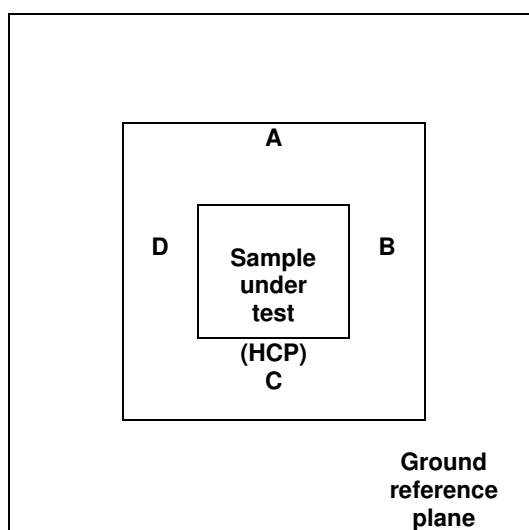 A
D
B
Sample
under
test
(HCP)
C
Ground
reference
plane